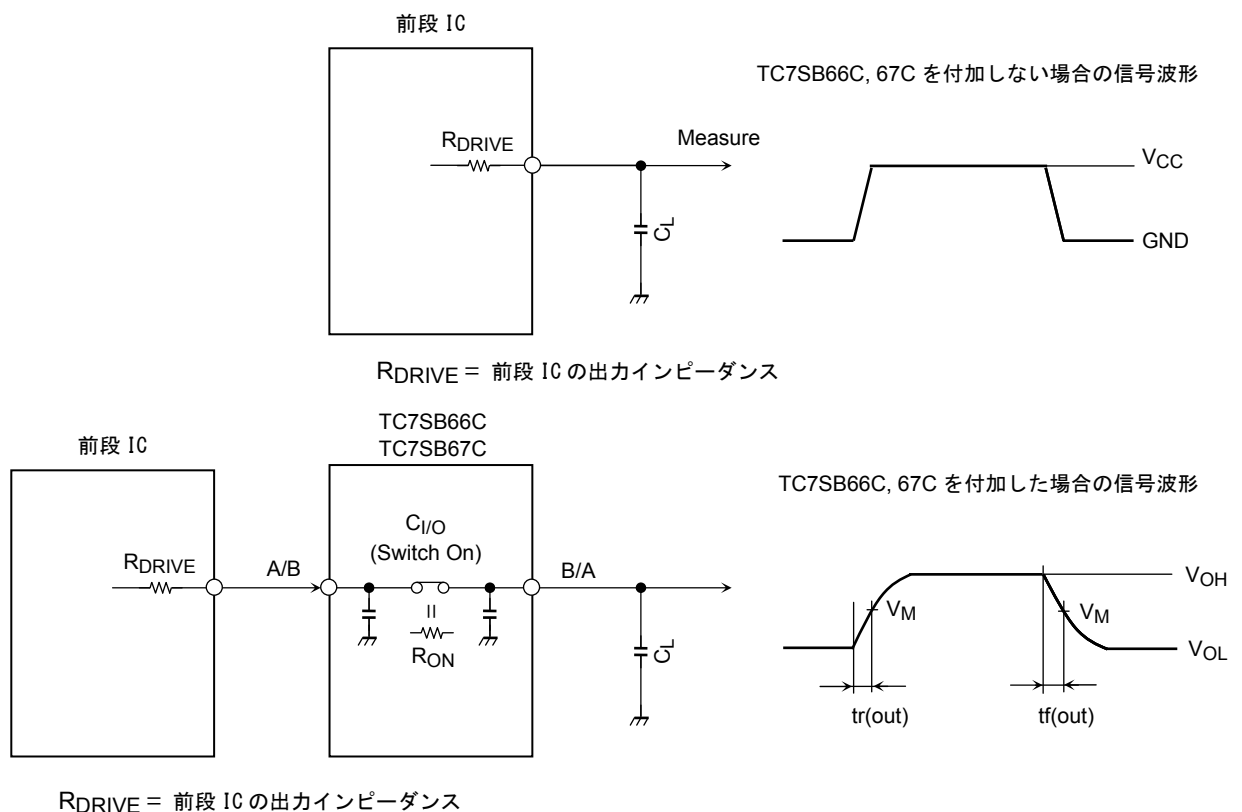 前段 IC
TC7SB66C, 67C を付加しない場合の信号波形
RDRIVE
Measure
CL
VCC
GND
RDRIVE = 前段 IC の出力インピーダンス
前段 IC
TC7SB66C
TC7SB67C
TC7SB66C, 67C を付加した場合の信号波形
CI/O
(Switch On)
RDRIVE
A/B
B/A
RON
CL
VOH
VM
VM
VOL
tr(out)
tf(out)
RDRIVE = 前段 IC の出力インピーダンス